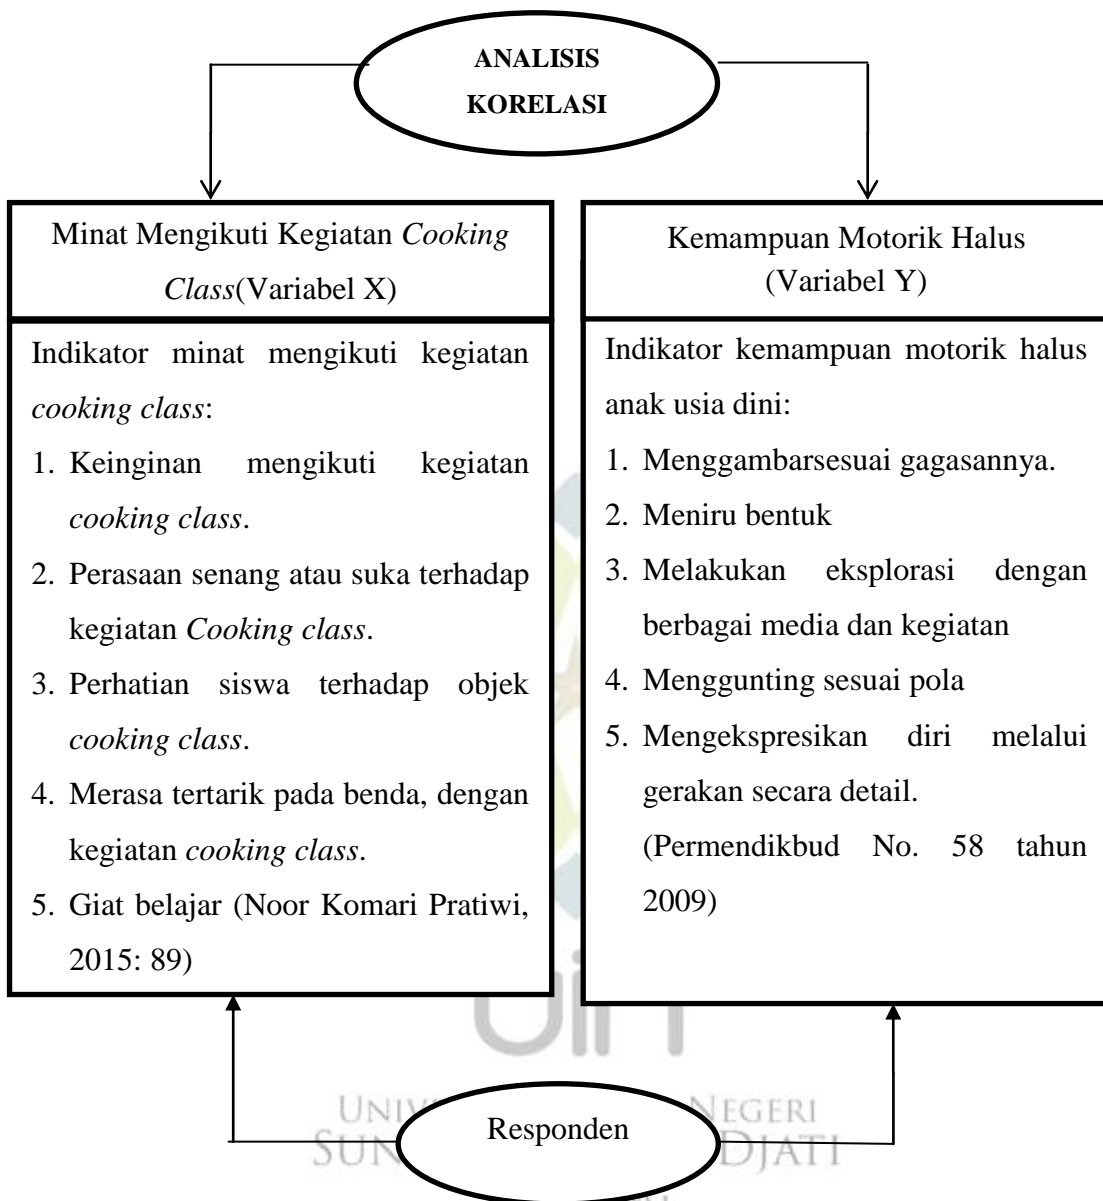 ANALISIS
KORELASI
Minat Mengikuti Kegiatan Cooking
Class(Variabel X)
Indikator minat mengikuti kegiatan
cooking class:
1. Keinginan mengikuti kegiatan
cooking class.
2. Perasaan senang atau suka terhadap
kegiatan Cooking class.
3. Perhatian siswa terhadap objek
cooking class.
4. Merasa tertarik pada benda, dengan
kegiatan cooking class.
5. Giat belajar (Noor Komari Pratiwi,
2015: 89)
Kemampuan Motorik Halus
(Variabel Y)
Indikator kemampuan motorik halus
anak usia dini:
1. Menggambarsesuai gagasannya.
2. Meniru bentuk
3. Melakukan eksplorasi dengan
berbagai media dan kegiatan
4. Menggunting sesuai pola
5. Mengekspresikan diri melalui
gerakan secara detail.
(Permendikbud No. 58 tahun
2009)
uin
NEGERI
DJATI
Responden